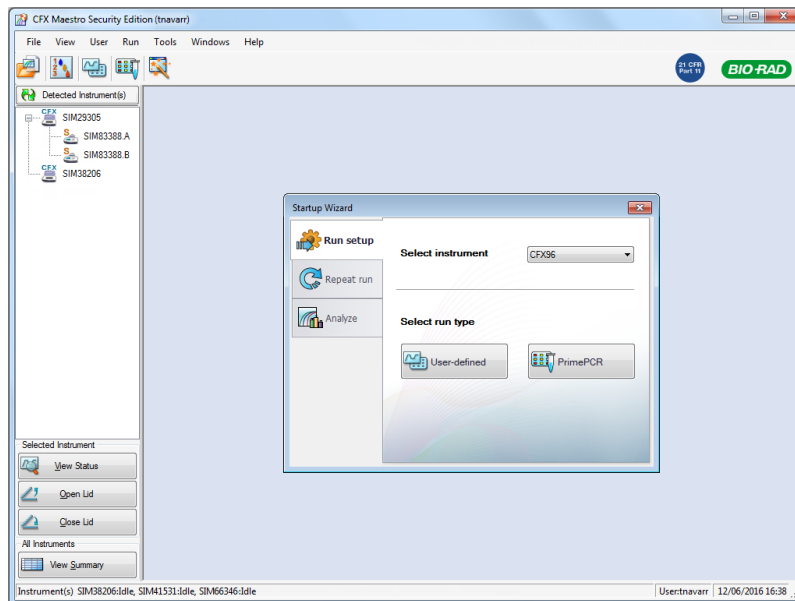 CFX Maestro Security Edition (tnavarr)
File View User Run Tools Windows Help
21 CFR
Part 11
BIO-RAD
Detected Instrument(s)
CFX SIM29305
S SIM83388.A
S SIM83388.B
CFX SIM38206
Startup Wizard
Run setup
Repeat run
Analyze
Select instrument CFX96
Select run type
User-defined PrimePCR
Selected Instrument
View Status
Open Lid
Close Lid
All Instruments
View Summary
Instrument(s) SIM38206:Idle, SIM41531:Idle, SIM66346:Idle User:tnavarr 12/06/2016 16:38